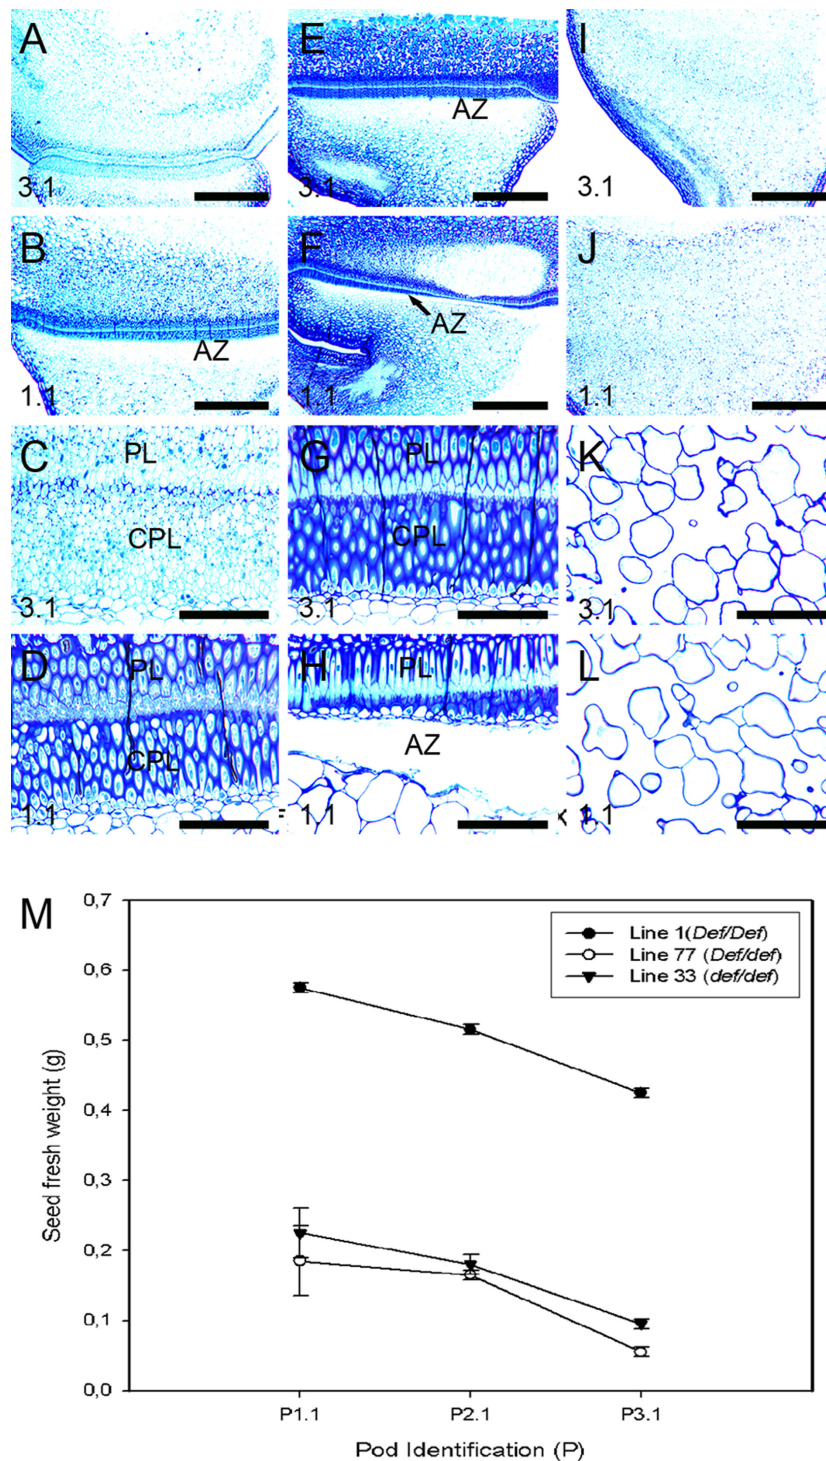 A
3.1
E
AZ
3.1
I
3.1
B
AZ
1.1
F
AZ
1.1
J
1.1
C
PL
CPL
3.1
G
PL
CPL
3.1
K
3.1
D
PL
CPL
1.1
H
PL
AZ
1.1
L
1.1
M
0,7
0,6
0,5
0,4
0,3
0,2
0,1
0,0
Seed fresh weight (g)
Line 1(Def/Def)
Line 77 (Def/def)
Line 33 (def/def)
P1.1 P2.1 P3.1
Pod Identification (P)